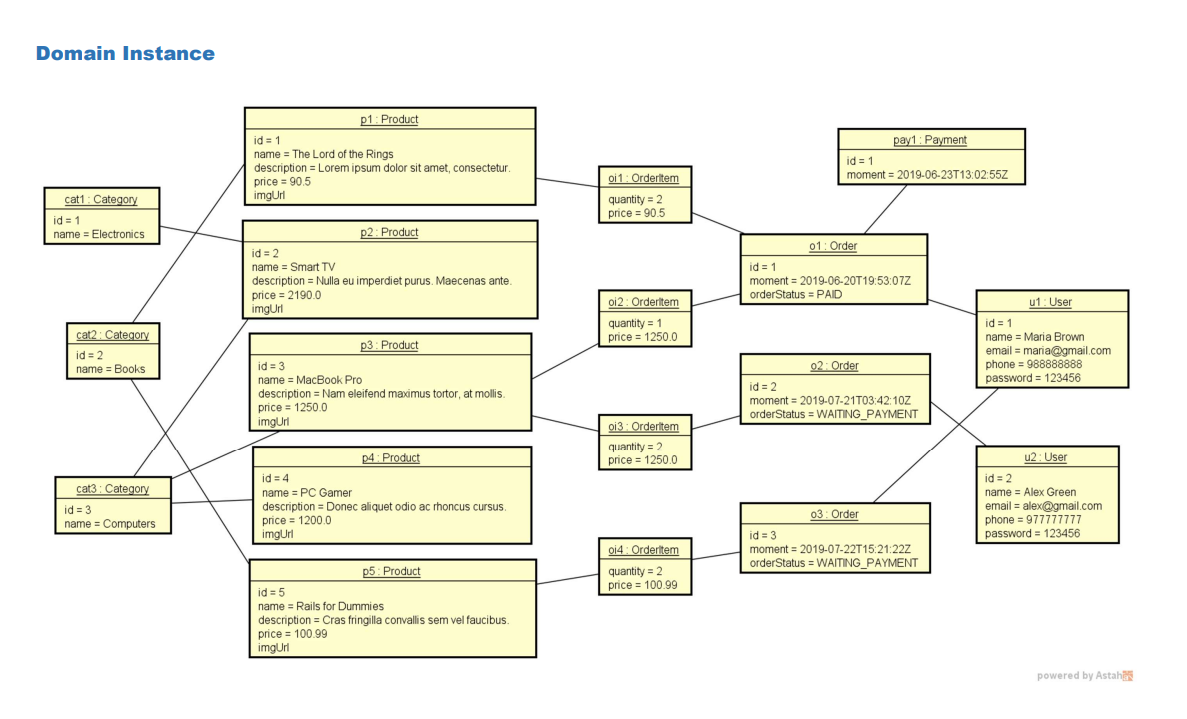 Domain Instance
p1 : Product
id = 1
name = The Lord of the Rings
description = Lorem ipsum dolor sit amet, consectetur.
price = 90.5
imgUrl
pay1 : Payment
id = 1
moment = 2019-06-23T13:02:55Z
oi1 : OrderItem
quantity = 2
price = 90.5
cat1 : Category
id = 1
name = Electronics
p2 : Product
id = 2
name = Smart TV
description = Nulla eu imperdiet purus. Maecenas ante.
price = 2190.0
imgUrl
o1 : Order
id = 1
moment = 2019-06-20T19:53:07Z
orderStatus = PAID
oi2 : OrderItem
quantity = 1
price = 1250.0
u1 : User
id = 1
name = Maria Brown
email = maria@gmail.com
phone = 988888888
password = 123456
cat2 : Category
id = 2
name = Books
p3 : Product
id = 3
name = MacBook Pro
description = Nam eleifend maximus tortor, at mollis.
price = 1250.0
imgUrl
o2 : Order
id = 2
moment = 2019-07-21T03:42:10Z
orderStatus = WAITING_PAYMENT
oi3 : OrderItem
quantity = 2
price = 1250.0
p4 : Product
id = 4
name = PC Gamer
description = Donec aliquet odio ac rhoncus cursus.
price = 1200.0
imgUrl
u2 : User
id = 2
name = Alex Green
email = alex@gmail.com
phone = 977777777
password = 123456
cat3 : Category
id = 3
name = Computers
o3 : Order
id = 3
moment = 2019-07-22T15:21:22Z
orderStatus = WAITING_PAYMENT
oi4 : OrderItem
quantity = 2
price = 100.99
p5 : Product
id = 5
name = Rails for Dummies
description = Cras fringilla convallis sem vel faucibus.
price = 100.99
imgUrl
powered by Astah